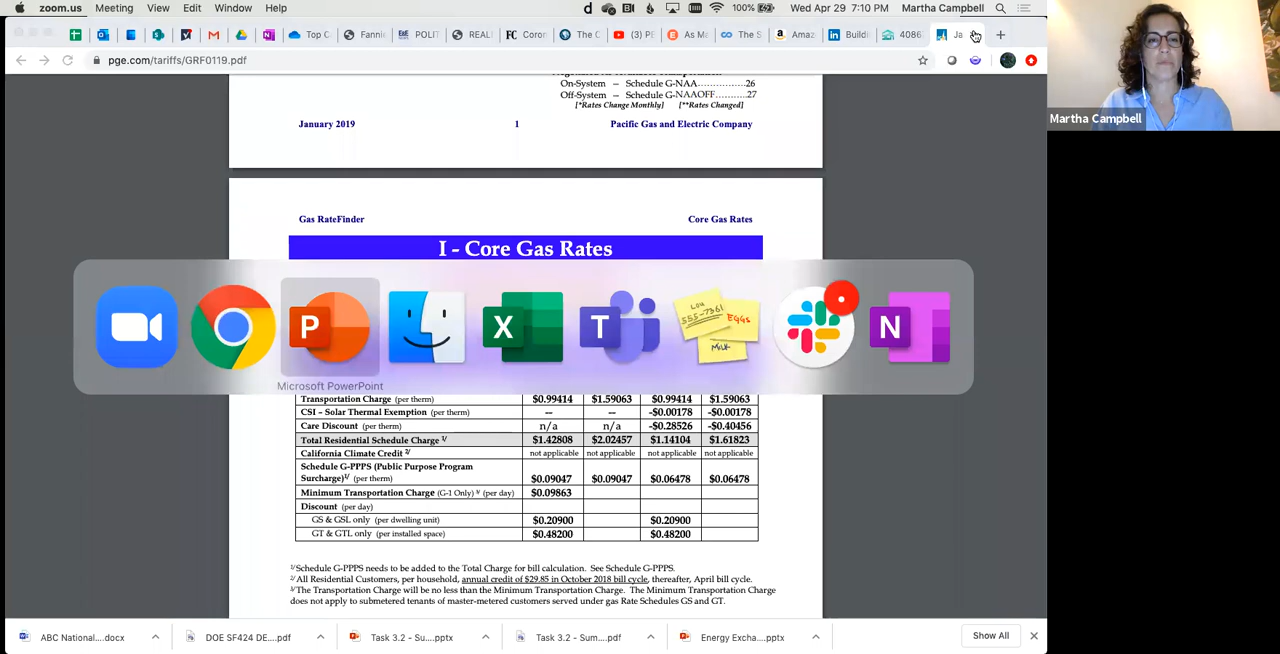 zoom.us Meeting View Edit Window Help 100% Wed Apr 29 7:10 PM Martha Campbell
Top C Fannie POLIT REAL Coron The C (3) PE As Ma The S Amaz Buildi 4086 Ja
pge.com/tariffs/GRF0119.pdf
On-System – Schedule G-NAA...............26
Off-System – Schedule G-NAAOFF..........27
[*Rates Change Monthly] [**Rates Changed]
January 2019 1 Pacific Gas and Electric Company
Gas RateFinder Core Gas Rates
I - Core Gas Rates
P X T LOU 555-7361 EGGS MILK N
Microsoft PowerPoint
Transportation Charge (per therm) $0.99414 $1.59063 $0.99414 $1.59063
CSI – Solar Thermal Exemption (per therm) -- -- -$0.00178 -$0.00178
Care Discount (per therm) n/a n/a -$0.28526 -$0.40456
Total Residential Schedule Charge 1/ $1.42808 $2.02457 $1.14104 $1.61823
California Climate Credit 2/ not applicable not applicable not applicable not applicable
Schedule G-PPPS (Public Purpose Program
Surcharge)1/ (per therm) $0.09047 $0.09047 $0.06478 $0.06478
Minimum Transportation Charge (G-1 Only) 3/ (per day) $0.09863
Discount (per day)
GS & GSL only (per dwelling unit) $0.20900 $0.20900
GT & GTL only (per installed space) $0.48200 $0.48200
1/Schedule G-PPPS needs to be added to the Total Charge for bill calculation. See Schedule G-PPPS.
2/All Residential Customers, per household, annual credit of $29.85 in October 2018 bill cycle, thereafter, April bill cycle.
3/The Transportation Charge will be no less than the Minimum Transportation Charge. The Minimum Transportation Charge
does not apply to submetered tenants of master-metered customers served under gas Rate Schedules GS and GT.
ABC National....docx DOE SF424 DE....pdf Task 3.2 - Su....pptx Task 3.2 - Sum....pdf Energy Excha....pptx Show All
Martha Campbell